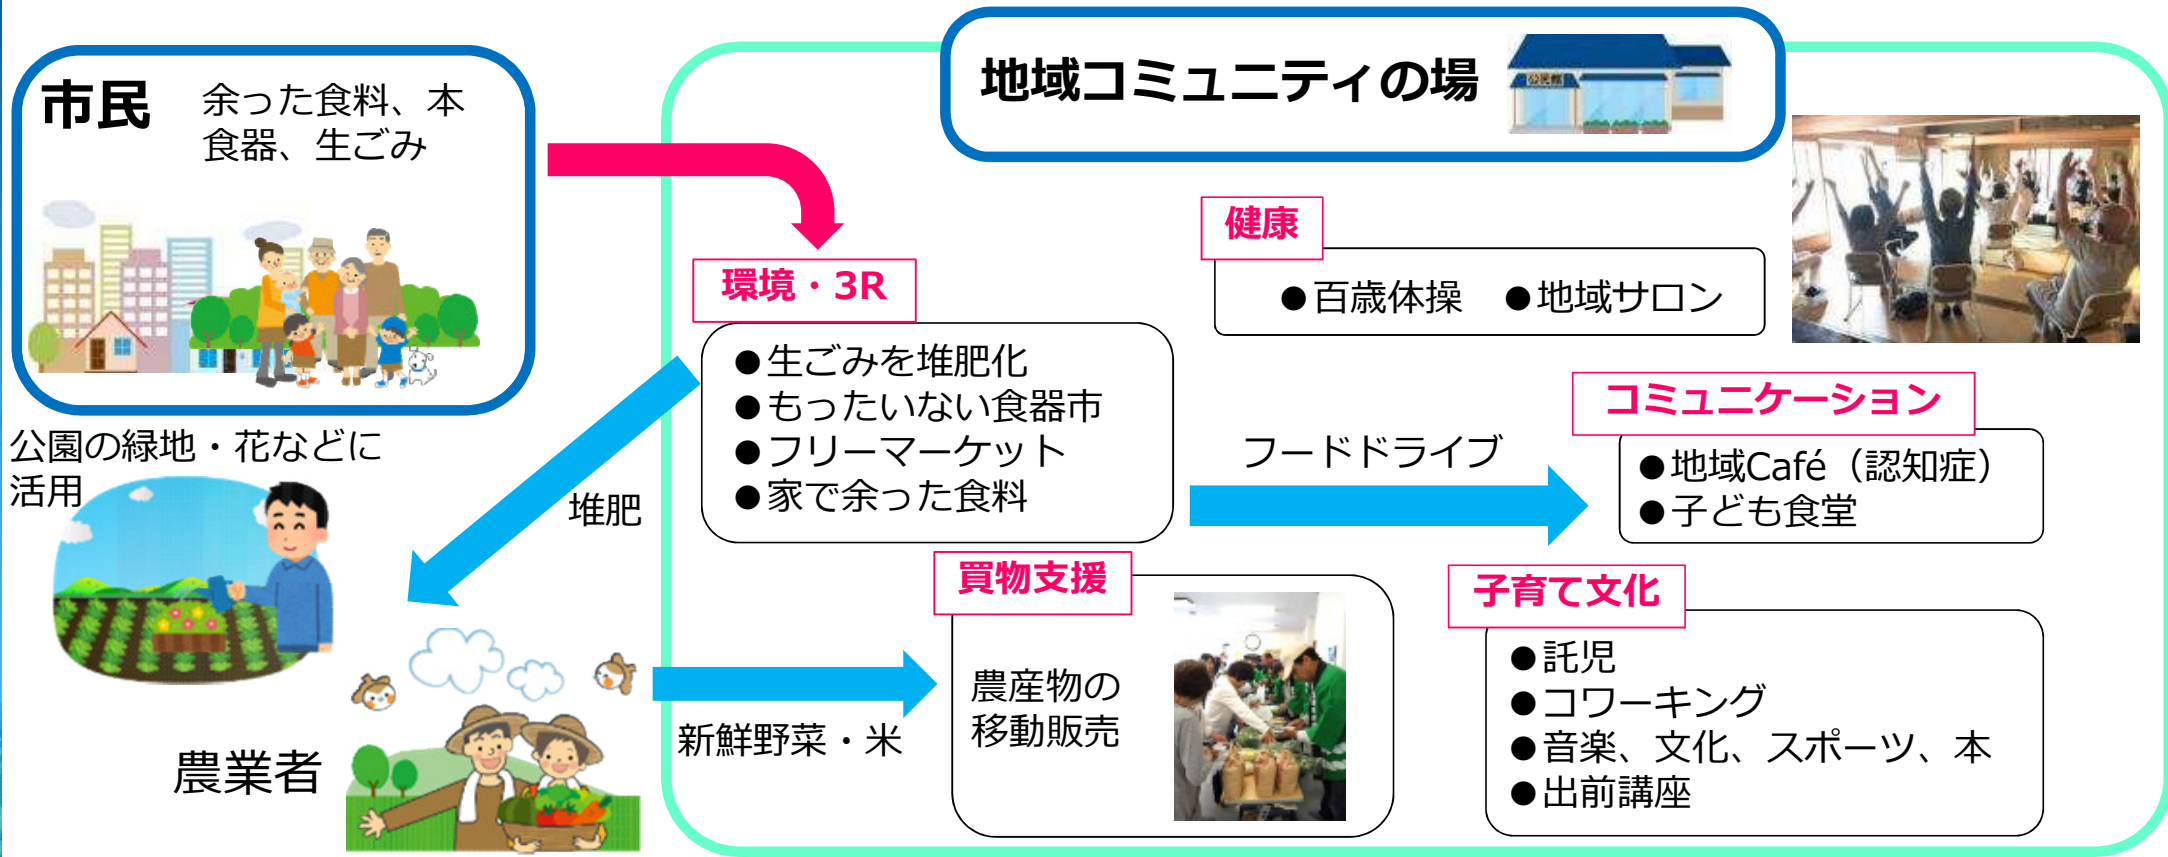 市民
余った食料、本
食器、生ごみ
地域コミュニティの場
公民館
健康
●百歳体操　●地域サロン
環境・3R
●生ごみを堆肥化
●もったいない食器市
●フリーマーケット
●家で余った食料
コミュニケーション
●地域Café（認知症）
●子ども食堂
フードドライブ
公園の緑地・花などに
活用
堆肥
買物支援
農産物の
移動販売
子育て文化
●託児
●コワーキング
●音楽、文化、スポーツ、本
●出前講座
新鮮野菜・米
農業者